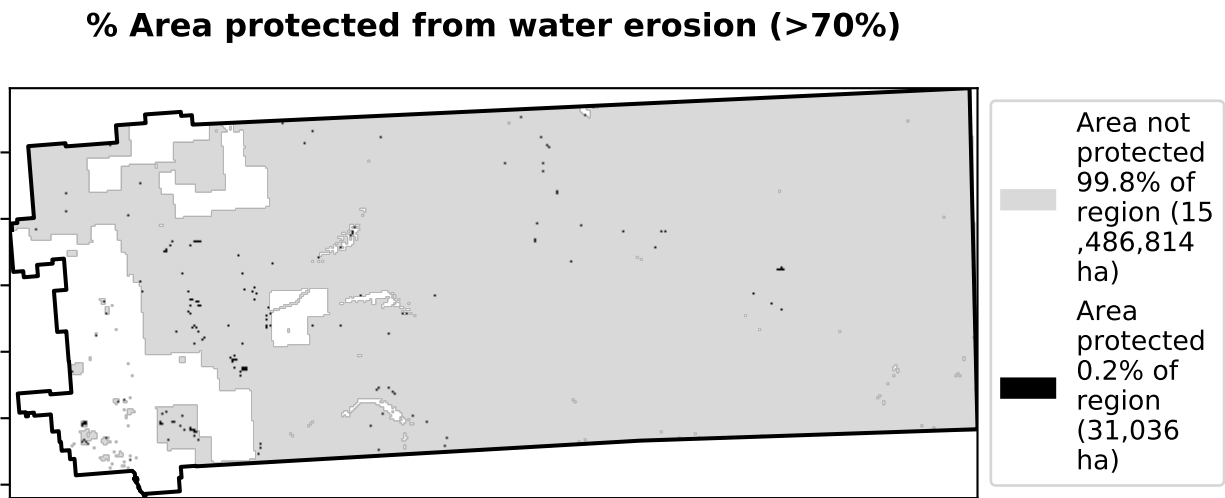 % Area protected from water erosion (>70%)
Area not
protected
99.8% of
region (15
,486,814
ha)
Area
protected
0.2% of
region
(31,036
ha)